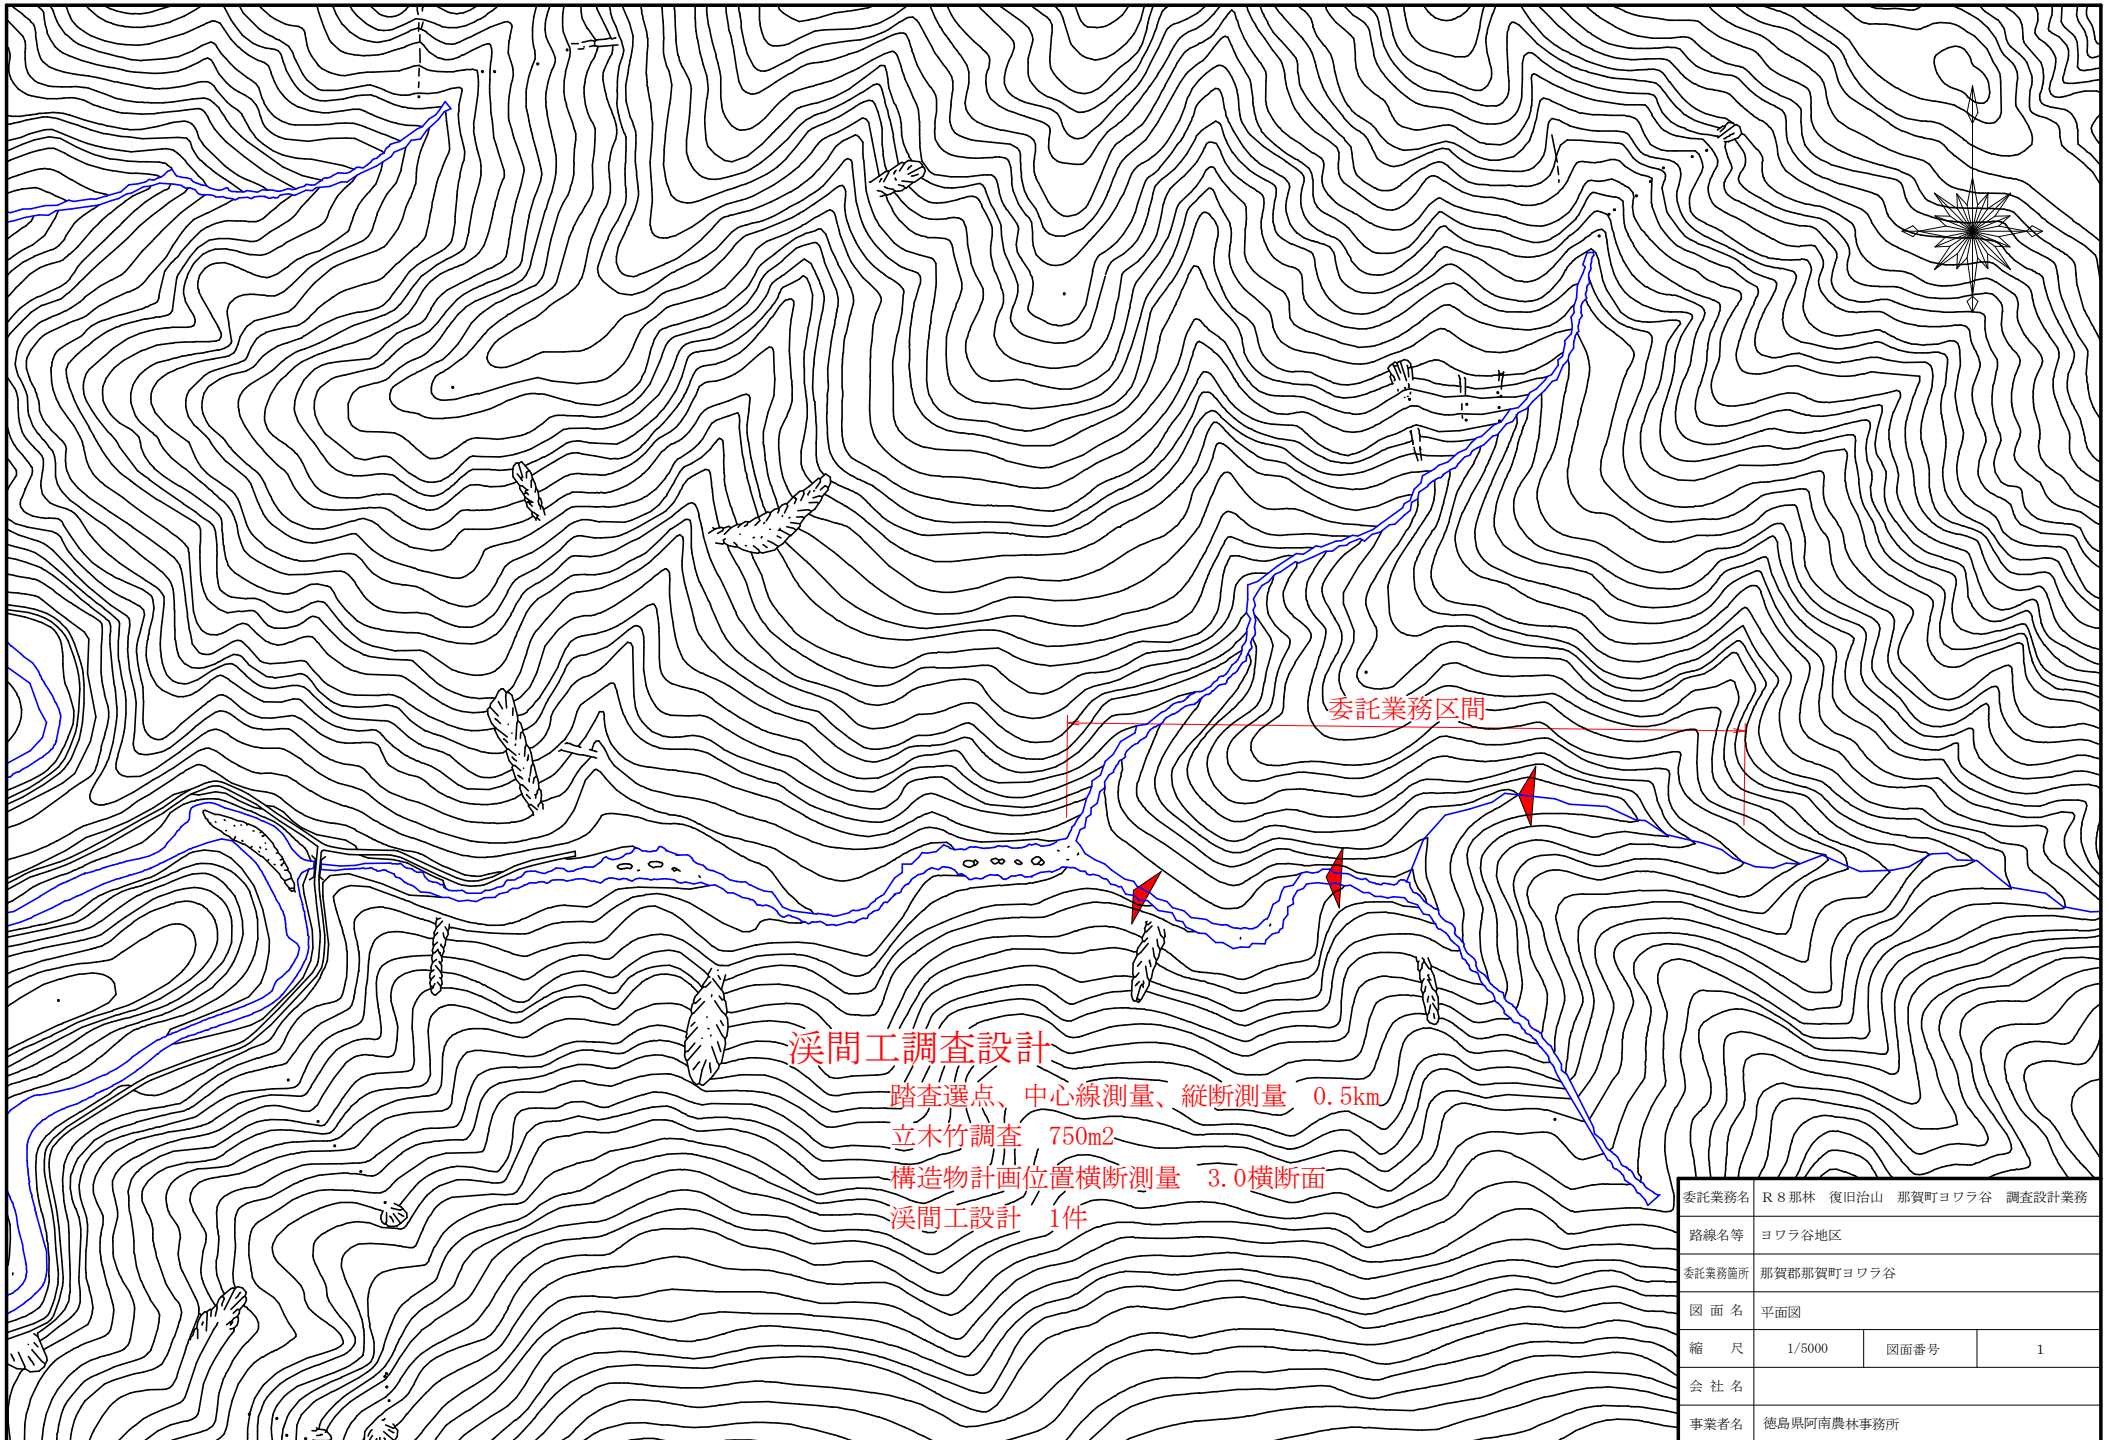 委託業務区間
渓間工調査設計
踏査選点、中心線測量、縦断測量　0.5km
立木竹調査　750m2
構造物計画位置横断測量　3.0横断面
渓間工設計　1件
委託業務名　Ｒ８那林　復旧治山　那賀町ヨワラ谷　調査設計業務
路線名等　ヨワラ谷地区
委託業務箇所　那賀郡那賀町ヨワラ谷
図面名　平面図
縮尺　1/5000　図面番号　1
会社名
事業者名　徳島県阿南農林事務所